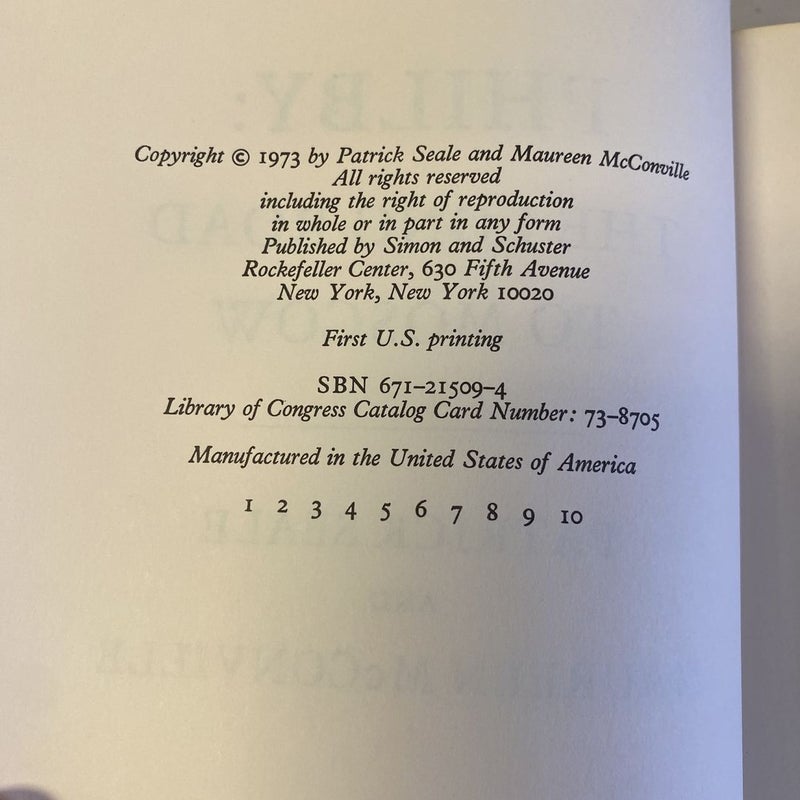 Copyright © 1973 by Patrick Seale and Maureen McConville
All rights reserved
including the right of reproduction
in whole or in part in any form
Published by Simon and Schuster
Rockefeller Center, 630 Fifth Avenue
New York, New York 10020
First U.S. printing
SBN 671–21509–4
Library of Congress Catalog Card Number: 73–8705
Manufactured in the United States of America
1 2 3 4 5 6 7 8 9 10